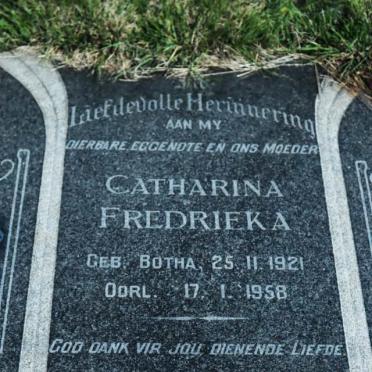 Liefdevolle Herinnering
AAN MY
DIERBARE EGGENOTE EN ONS MOEDER
CATHARINA
FREDRIEKA
GEB. BOTHA, 25.11.1921
OORL. 17.1.1958
GOD DANK VIR JOU DIENENDE LIEFDE.